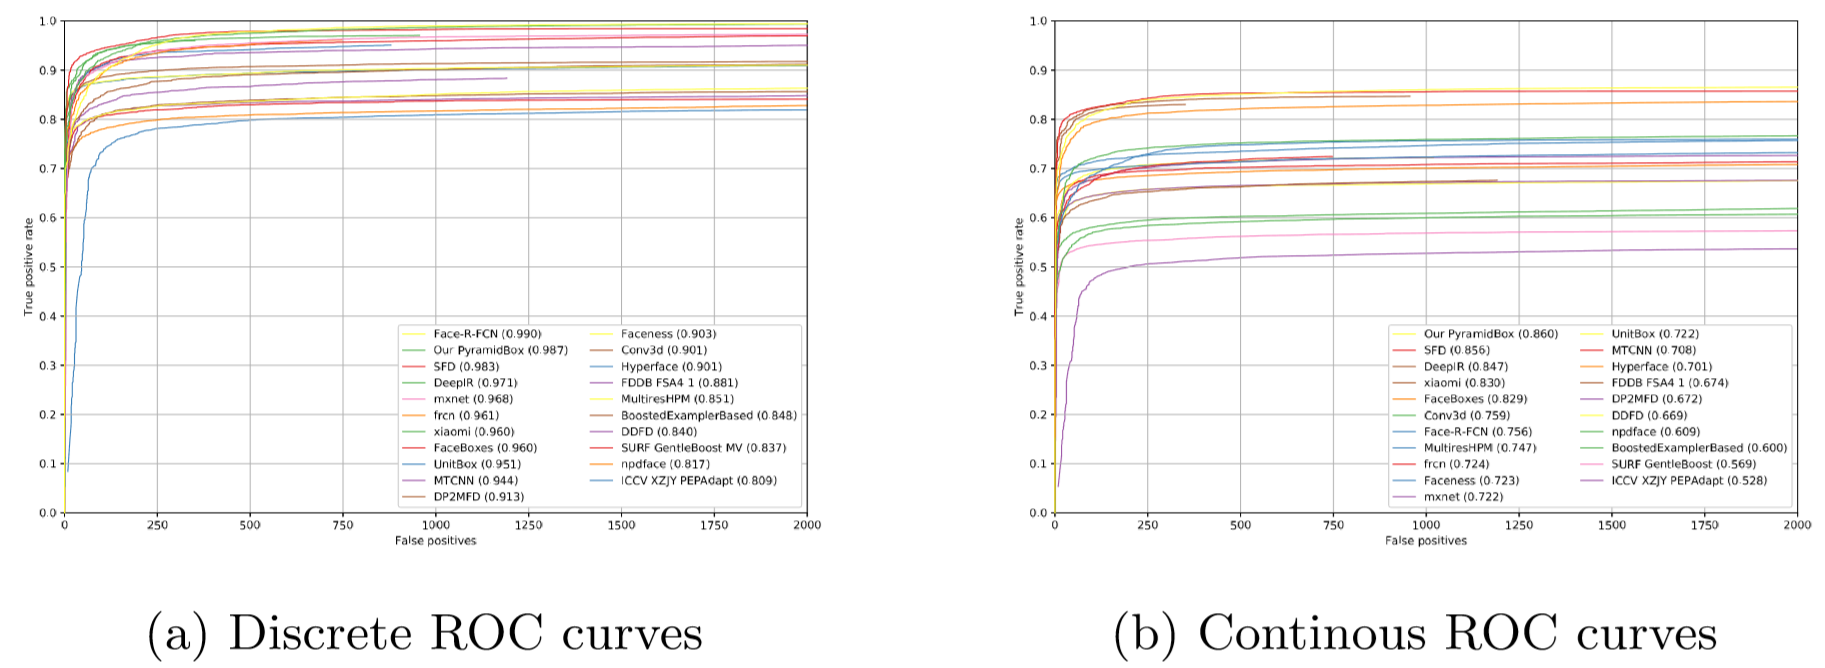 1.0
0.9
0.8
0.7
0.6
0.5
0.4
0.3
0.2
0.1
0.0
True positive rate
0 250 500 750 1000 1250 1500 1750 2000
False positives
Face-R-FCN (0.990)
Our PyramidBox (0.987)
SFD (0.983)
DeepIR (0.971)
mxnet (0.968)
frcn (0.961)
xiaomi (0.960)
FaceBoxes (0.960)
UnitBox (0.951)
MTCNN (0.944)
DP2MFD (0.913)
Faceness (0.903)
Conv3d (0.901)
Hyperface (0.901)
FDDB FSA4 1 (0.881)
MultiresHPM (0.851)
BoostedExamplerBased (0.848)
DDFD (0.840)
SURF GentleBoost MV (0.837)
npdface (0.817)
ICCV XZJY PEPAdapt (0.809)
(a) Discrete ROC curves
1.0
0.9
0.8
0.7
0.6
0.5
0.4
0.3
0.2
0.1
0.0
True positive rate
0 250 500 750 1000 1250 1500 1750 2000
False positives
Our PyramidBox (0.860)
SFD (0.856)
DeepIR (0.847)
xiaomi (0.830)
FaceBoxes (0.829)
Conv3d (0.759)
Face-R-FCN (0.756)
MultiresHPM (0.747)
frcn (0.724)
Faceness (0.723)
mxnet (0.722)
UnitBox (0.722)
MTCNN (0.708)
Hyperface (0.701)
FDDB FSA4 1 (0.674)
DP2MFD (0.672)
DDFD (0.669)
npdface (0.609)
BoostedExamplerBased (0.600)
SURF GentleBoost (0.569)
ICCV XZJY PEPAdapt (0.528)
(b) Continous ROC curves